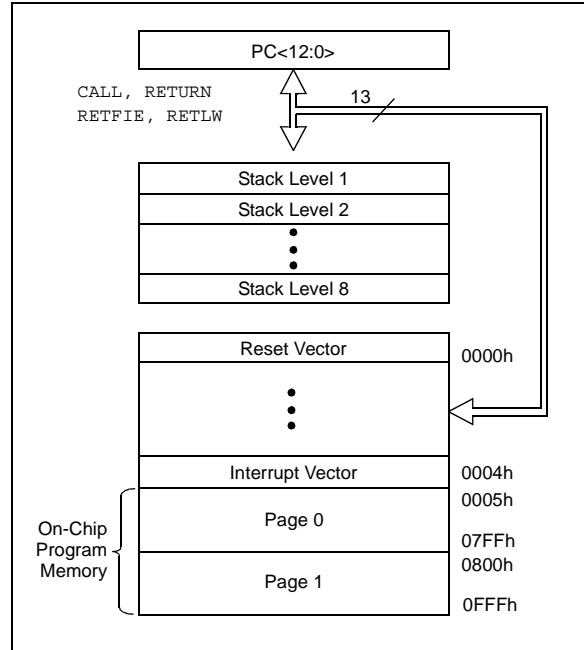 PC<12:0>
CALL, RETURN
RETFIE, RETLW
13
Stack Level 1
Stack Level 2
Stack Level 8
Reset Vector
0000h
Interrupt Vector
0004h
0005h
On-Chip
Program
Memory
Page 0
07FFh
0800h
Page 1
0FFFh